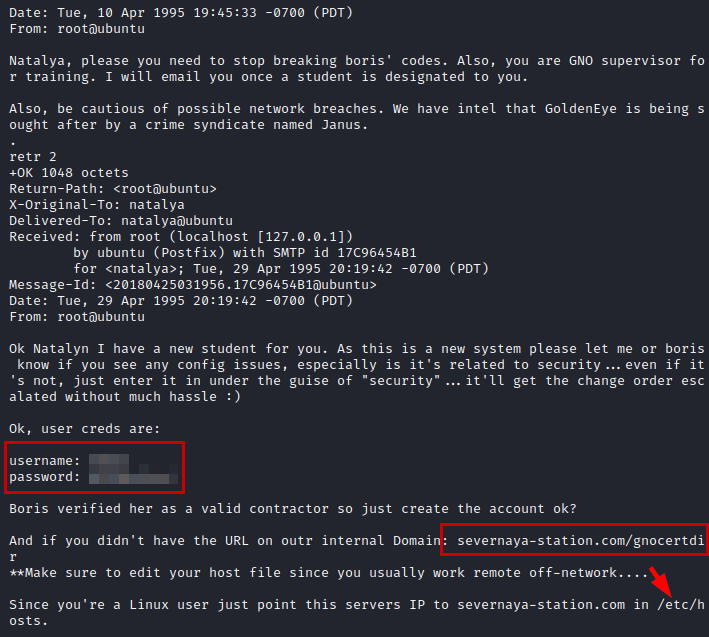 Date: Tue, 10 Apr 1995 19:45:33 -0700 (PDT)
From: root@ubuntu
Natalya, please you need to stop breaking boris' codes. Also, you are GNO supervisor fo
r training. I will email you once a student is designated to you.
Also, be cautious of possible network breaches. We have intel that GoldenEye is being s
ought after by a crime syndicate named Janus.
.
retr 2
+OK 1048 octets
Return-Path: <root@ubuntu>
X-Original-To: natalya
Delivered-To: natalya@ubuntu
Received: from root (localhost [127.0.0.1])
by ubuntu (Postfix) with SMTP id 17C96454B1
for <natalya>; Tue, 29 Apr 1995 20:19:42 -0700 (PDT)
Message-Id: <20180425031956.17C96454B1@ubuntu>
Date: Tue, 29 Apr 1995 20:19:42 -0700 (PDT)
From: root@ubuntu
Ok Natalyn I have a new student for you. As this is a new system please let me or boris
know if you see any config issues, especially is it's related to security...even if it
's not, just enter it in under the guise of "security"...it'll get the change order esc
alated without much hassle :)
Ok, user creds are:
username:
password:
Boris verified her as a valid contractor so just create the account ok?
And if you didn't have the URL on outr internal Domain: severnaya-station.com/gnocertdi
r
**Make sure to edit your host file since you usually work remote off-network....
Since you're a Linux user just point this servers IP to severnaya-station.com in /etc/h
osts.